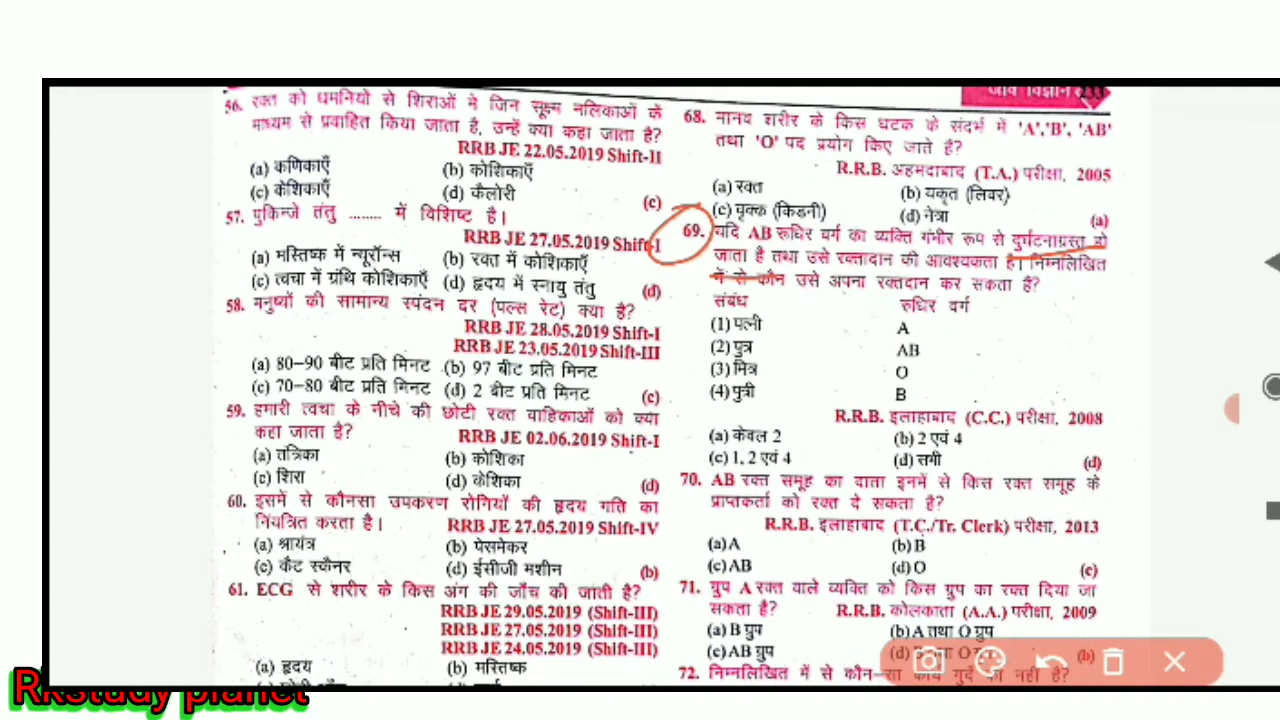 जीव विज्ञान
233
56. रक्त को धमनियो से शिराओं मे जिन सूक्ष्म नलिकाओं के
माध्यम से प्रवाहित किया जाता है, उन्हें क्या कहा जाता है?
RRB JE 22.05.2019 Shift-II
(a) कणिकाएँ (b) कोशिकाएँ
(c) केशिकाएँ (d) कैलोरी
(c)
57. पुकिन्जे तंतु ........ में विशिष्ट है।
RRB JE 27.05.2019 Shift-I
(a) मस्तिष्क में न्यूरॉन्स (b) रक्त में कोशिकाएँ
(c) त्वचा में ग्रंथि कोशिकाएँ (d) हृदय में स्नायु तंतु
(d)
58. मनुष्यों की सामान्य स्पंदन दर (पल्स रेट) क्या है?
RRB JE 28.05.2019 Shift-I
RRB JE 23.05.2019 Shift-III
(a) 80–90 बीट प्रति मिनट (b) 97 बीट प्रति मिनट
(c) 70-80 बीट प्रति मिनट (d) 2 बीट प्रति मिनट
(c)
59. हमारी त्वचा के नीचे की छोटी रक्त वाहिकाओं को क्या
कहा जाता है?
RRB JE 02.06.2019 Shift-I
(a) तत्रिका (b) कोशिका
(c) शिरा (d) केशिका
(d)
60. इसमें से कौनसा उपकरण रोगियों की हृदय गति का
नियंत्रित करता है।
RRB JE 27.05.2019 Shift-IV
(a) श्रायंत्र (b) पेसमेकर
(c) कैट स्कैनर (d) ईसीजी मशीन
(b)
61. ECG से शरीर के किस अंग की जाँच की जाती है?
RRB JE 29.05.2019 (Shift-III)
RRB JE 27.05.2019 (Shift-III)
RRB JE 24.05.2019 (Shift-III)
(a) हृदय (b) मस्तिष्क
68. मानव शरीर के किस घटक के संदर्भ में 'A','B', 'AB'
तथा 'O' पद प्रयोग किए जाते है?
R.R.B. अहमदाबाद (T.A.) परीक्षा, 2005
(a) रक्त (b) यकृत (लिवर)
(c) वृक्क (किडनी) (d) नेत्रा
(a)
69. यदि AB रूधिर वर्ग का व्यक्ति गंभीर रूप से दुर्घटनाग्रस्त हो
जाता है तथा उसे रक्तादान की आवश्यकता है। निम्नलिखित
में से कौन उसे अपना रक्तदान कर सकता है?
संबंध रुधिर वर्ग
(1) पत्नी A
(2) पुत्र AB
(3) मित्र O
(4) पुत्री B
R.R.B. इलाहाबाद (C.C.) परीक्षा, 2008
(a) केवल 2 (b) 2 एवं 4
(c) 1, 2 एवं 4 (d) सभी
(d)
70. AB रक्त समूह का दाता इनमें से किस रक्त समूह के
प्राप्तकर्ता को रक्त दे सकता है?
R.R.B. इलाहाबाद (T.C./Tr. Clerk) परीक्षा, 2013
(a) A (b) B
(c) AB (d) O
(c)
71. ग्रुप A रक्त वाले व्यक्ति को किस ग्रुप का रक्त दिया जा
सकता है? R.R.B. कोलकाता (A.A.) परीक्षा, 2009
(a) B ग्रुप (b) A तथा O ग्रुप
(c) AB ग्रुप (d) ग्रुप
(b)
72. निम्नलिखित में से कौन–सा कार्य गुर्दे का नही है?
Rkstudy planet